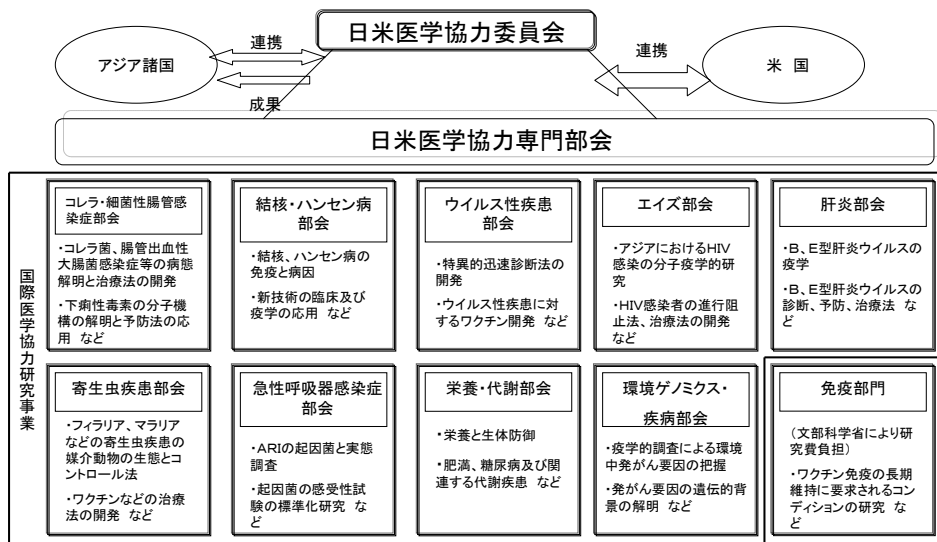 日米医学協力委員会
アジア諸国
連携
成果
連携
米 国
日米医学協力専門部会
国際医学協力研究事業
コレラ・細菌性腸管感
染症部会
・コレラ菌、腸管出血性
大腸菌感染症等の病態
解明と治療法の開発
・下痢性毒素の分子機
構の解明と予防法の応
用 など
結核・ハンセン病
部会
・結核、ハンセン病の
免疫と病因
・新技術の臨床及び
疫学の応用 など
ウイルス性疾患
部会
・特異的迅速診断法の
開発
・ウイルス性疾患に対
するワクチン開発 など
エイズ部会
・アジアにおけるHIV
感染の分子疫学的研
究
・HIV感染者の進行阻
止法、治療法の開発
など
肝炎部会
・B、E型肝炎ウイルスの
疫学
・B、E型肝炎ウイルスの
診断、予防、治療法 な
ど
寄生虫疾患部会
・フィラリア、マラリア
などの寄生虫疾患の
媒介動物の生態とコ
ントロール法
・ワクチンなどの治療
法の開発 など
急性呼吸器感染症
部会
・ARIの起因菌と実態
調査
・起因菌の感受性試
験の標準化研究 な
ど
栄養・代謝部会
・栄養と生体防御
・肥満、糖尿病及び関
連する代謝疾患 など
環境ゲノミクス・
疾病部会
・疫学的調査による環境
中発がん要因の把握
・発がん要因の遺伝的背
景の解明 など
免疫部門
(文部科学省により研
究費負担)
・ワクチン免疫の長期
維持に要求されるコン
ディションの研究 な
ど